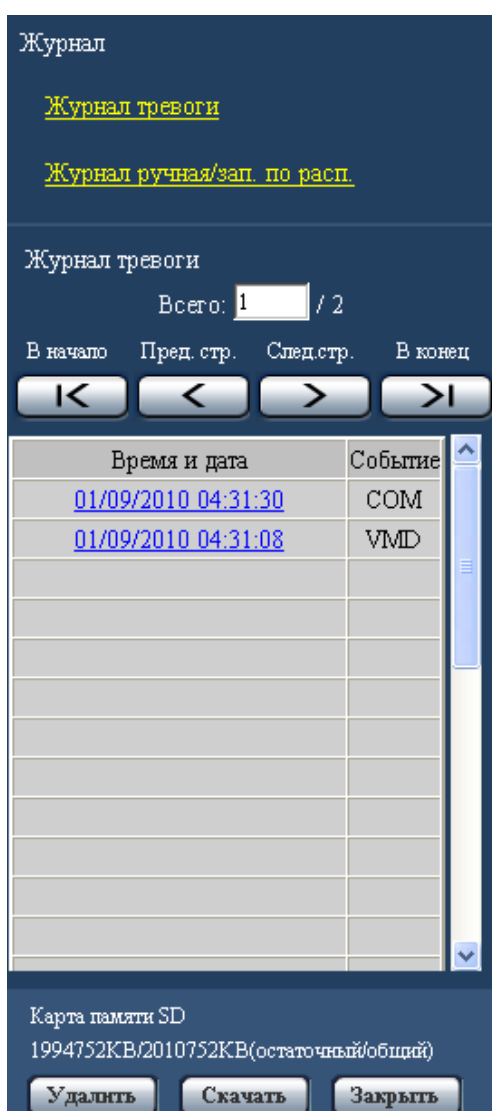 Журнал
Журнал тревоги
Журнал ручная/зап. по расп.
Журнал тревоги
Всего: 1 / 2
В начало Пред. стр. След.стр. В конец
Время и дата Событие
01/09/2010 04:31:30 COM
01/09/2010 04:31:08 VMD
Карта памяти SD
1994752KB/2010752KB(остаточный/общий)
Удалить Скачать Закрыть